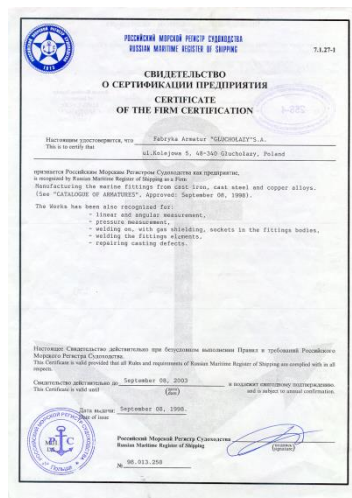 РОССИЙСКИЙ МОРСКОЙ РЕГИСТР СУДОХОДСТВА
RUSSIAN MARITIME REGISTER OF SHIPPING
7.1.27-1
СВИДЕТЕЛЬСТВО
О СЕРТИФИКАЦИИ ПРЕДПРИЯТИЯ
CERTIFICATE
OF THE FIRM CERTIFICATION
Настоящим удостоверяется, что Fabryka Armatur "GŁUCHOŁAZY"S.A.
This is to certify that
ul.Kolejowa 5, 48-340 Głuchołazy, Poland
признается Российским Морским Регистром Судоходства как предприятие,
is recognized by Russian Maritime Register of Shipping as a Firm:
Manufacturing the marine fittings from cast iron, cast steel and copper alloys.
(See "CATALOGUE OF ARMATURES", Approved: September 08, 1998).
The Works has been also recognized for:
- linear and angular measurement,
- pressure measurement,
- welding on, with gas shielding, sockets in the fittings bodies,
- welding the fittings elements,
- repairing casting defects.
Настоящее Свидетельство действительно при безусловном выполнении Правил и требований Российского
Морского Регистра Судоходства.
This Certificate is valid provided that all Rules and requirements of Russian Maritime Register of Shipping are complied with in all
respects.
Свидетельство действительно до September 08, 2003 и подлежит ежегодному подтверждению.
This Certificate is valid until and is subject to annual confirmation.
Дата выдачи: September 08, 1998.
Date of issue
Российский Морской Регистр Судоходства
Russian Maritime Register of Shipping
№ 98.013.258